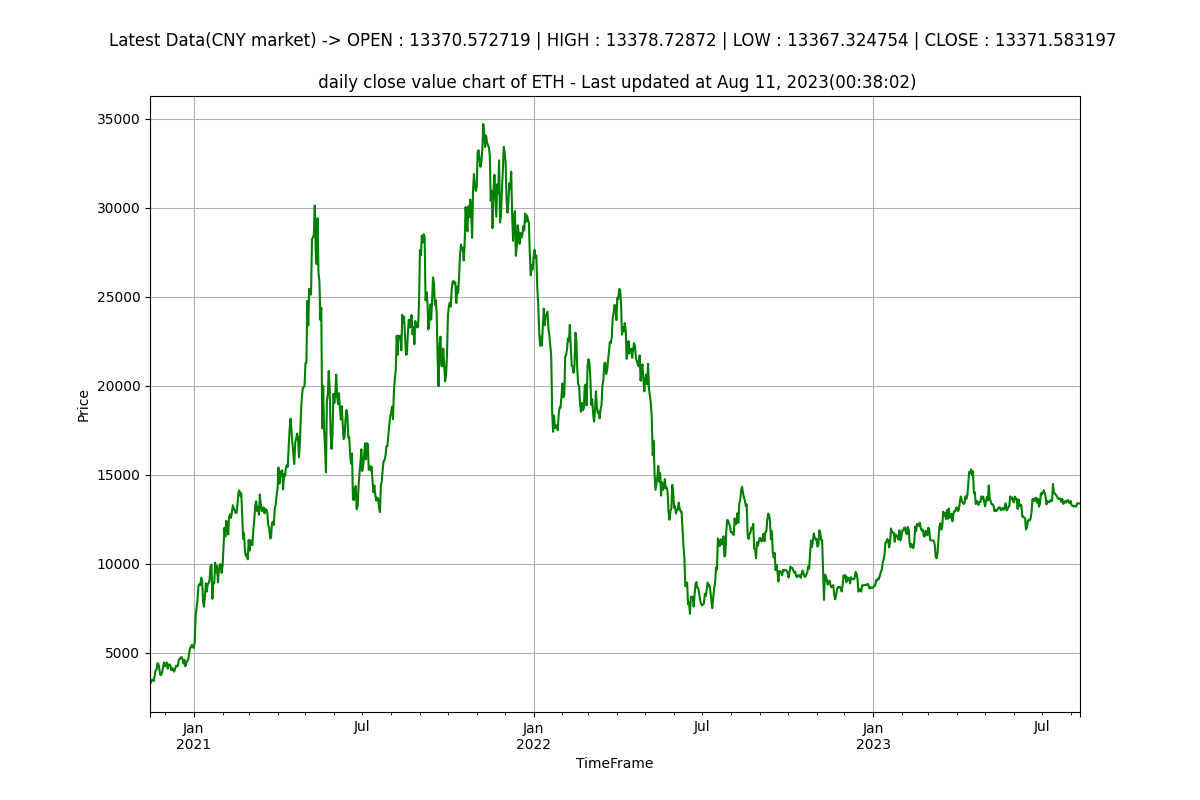 Latest Data(CNY market) -> OPEN : 13370.572719 | HIGH : 13378.72872 | LOW : 13367.324754 | CLOSE : 13371.583197
daily close value chart of ETH - Last updated at Aug 11, 2023(00:38:02)
35000
30000
25000
20000
15000
10000
5000
Price
Jan
2021
Jul
Jan
2022
Jul
Jan
2023
Jul
TimeFrame